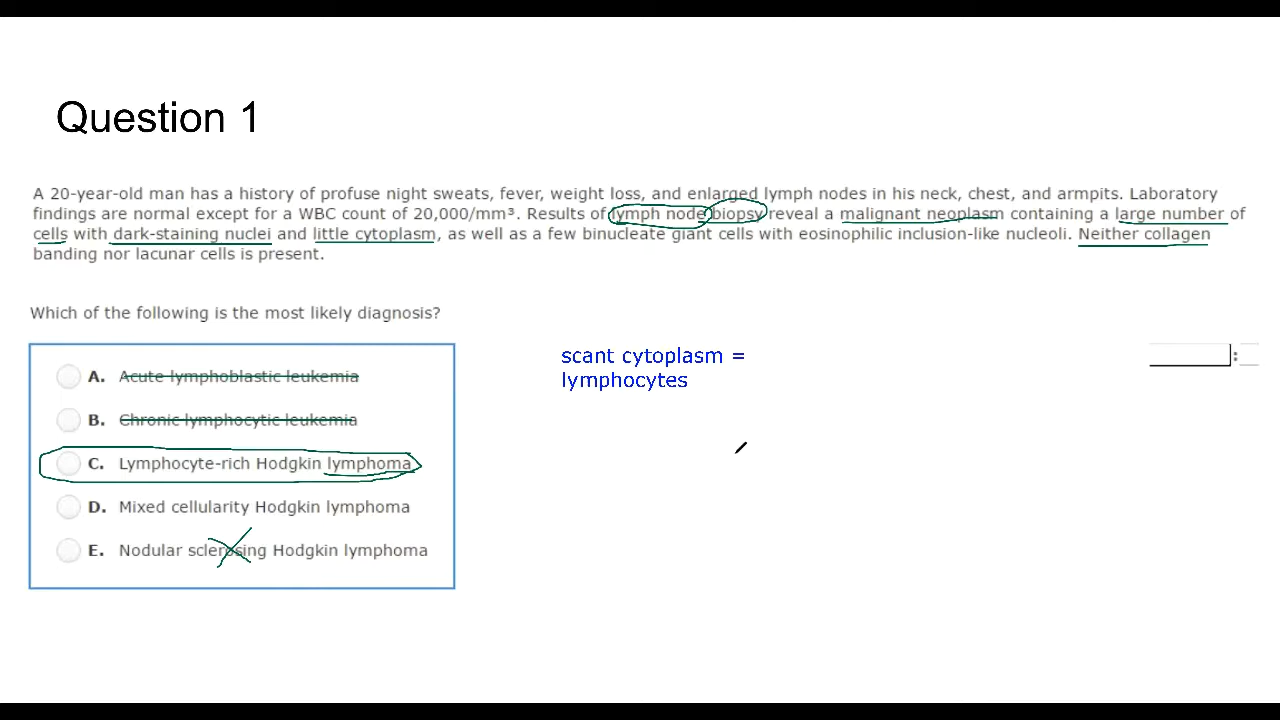 Question 1
A 20-year-old man has a history of profuse night sweats, fever, weight loss, and enlarged lymph nodes in his neck, chest, and armpits. Laboratory
findings are normal except for a WBC count of 20,000/mm³. Results of lymph node biopsy reveal a malignant neoplasm containing a large number of
cells with dark-staining nuclei and little cytoplasm, as well as a few binucleate giant cells with eosinophilic inclusion-like nucleoli. Neither collagen
banding nor lacunar cells is present.
Which of the following is the most likely diagnosis?
A. Acute lymphoblastic leukemia
B. Chronic lymphocytic leukemia
C. Lymphocyte-rich Hodgkin lymphoma
D. Mixed cellularity Hodgkin lymphoma
E. Nodular sclerosing Hodgkin lymphoma
scant cytoplasm =
lymphocytes
: